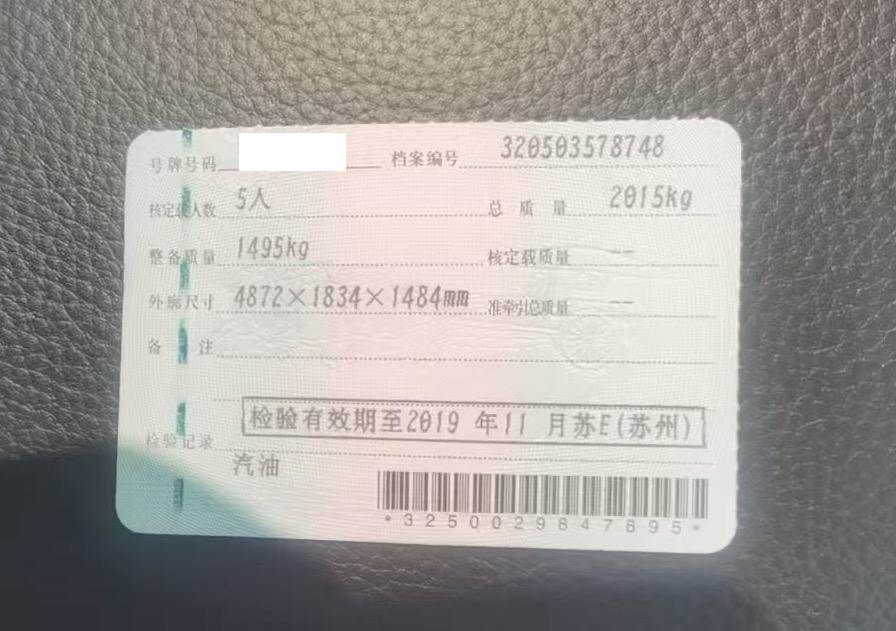 号牌号码 档案编号 320503578748
核定载人数 5人 总质量 2015kg
整备质量 1495kg 核定载质量 --
外廓尺寸 4872×1834×1484mm 准牵引总质量 --
备注
检验有效期至2019年11月苏E(苏州)
检验记录
汽油
*3250029847695*